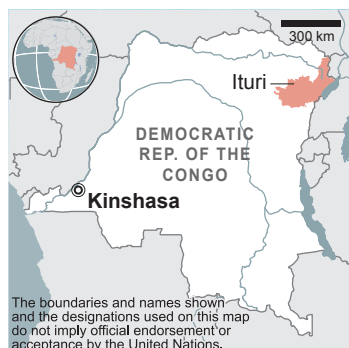 300 km
Ituri
DEMOCRATIC
REP. OF THE
CONGO
Kinshasa
The boundaries and names shown
and the designations used on this map
do not imply official endorsement or
acceptance by the United Nations.